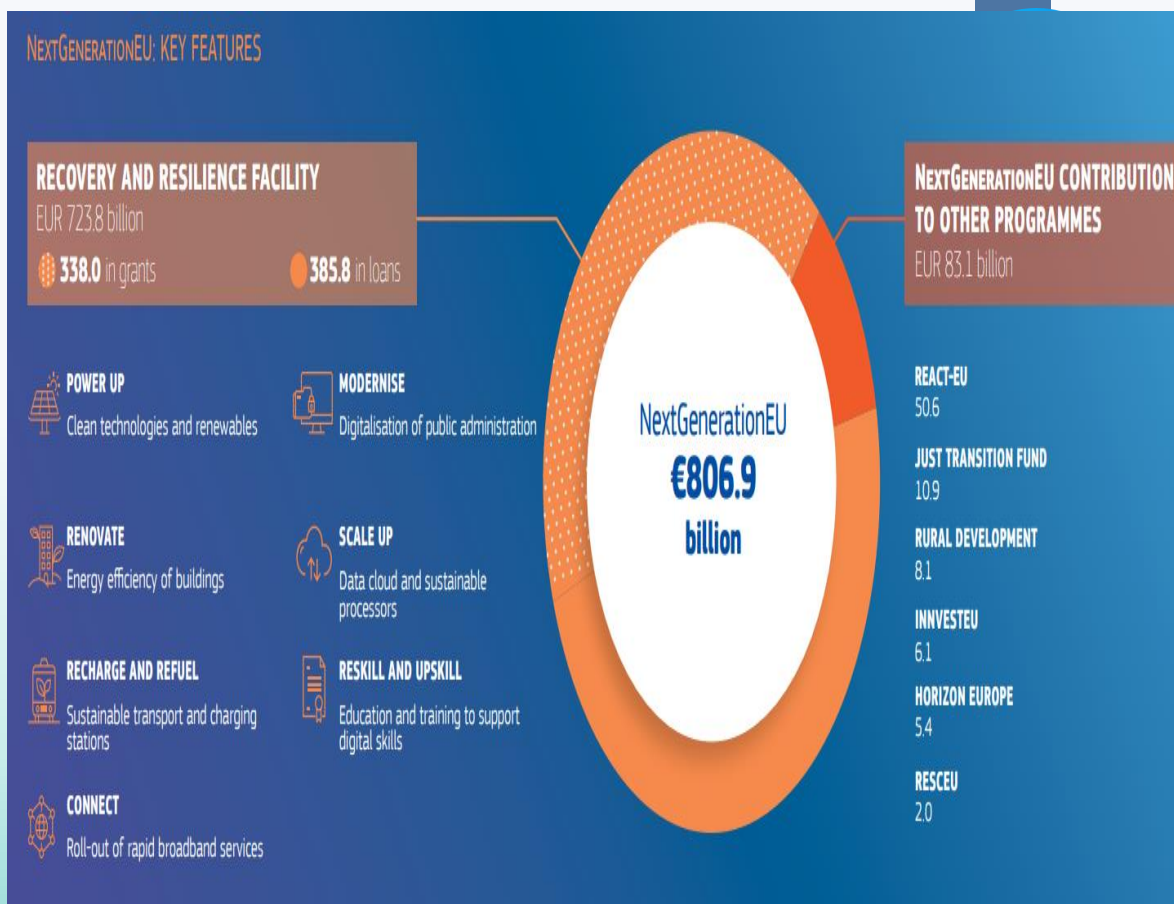 NEXTGENERATIONEU: KEY FEATURES
RECOVERY AND RESILIENCE FACILITY
EUR 723.8 billion
338.0 in grants
385.8 in loans
POWER UP
Clean technologies and renewables
MODERNISE
Digitalisation of public administration
RENOVATE
Energy efficiency of buildings
SCALE UP
Data cloud and sustainable
processors
RECHARGE AND REFUEL
Sustainable transport and charging
stations
RESKILL AND UPSKILL
Education and training to support
digital skills
CONNECT
Roll-out of rapid broadband services
NextGenerationEU
€806.9
billion
NEXTGENERATIONEU CONTRIBUTION
TO OTHER PROGRAMMES
EUR 83.1 billion
REACT-EU
50.6
JUST TRANSITION FUND
10.9
RURAL DEVELOPMENT
8.1
INNVESTEU
6.1
HORIZON EUROPE
5.4
RESCEU
2.0